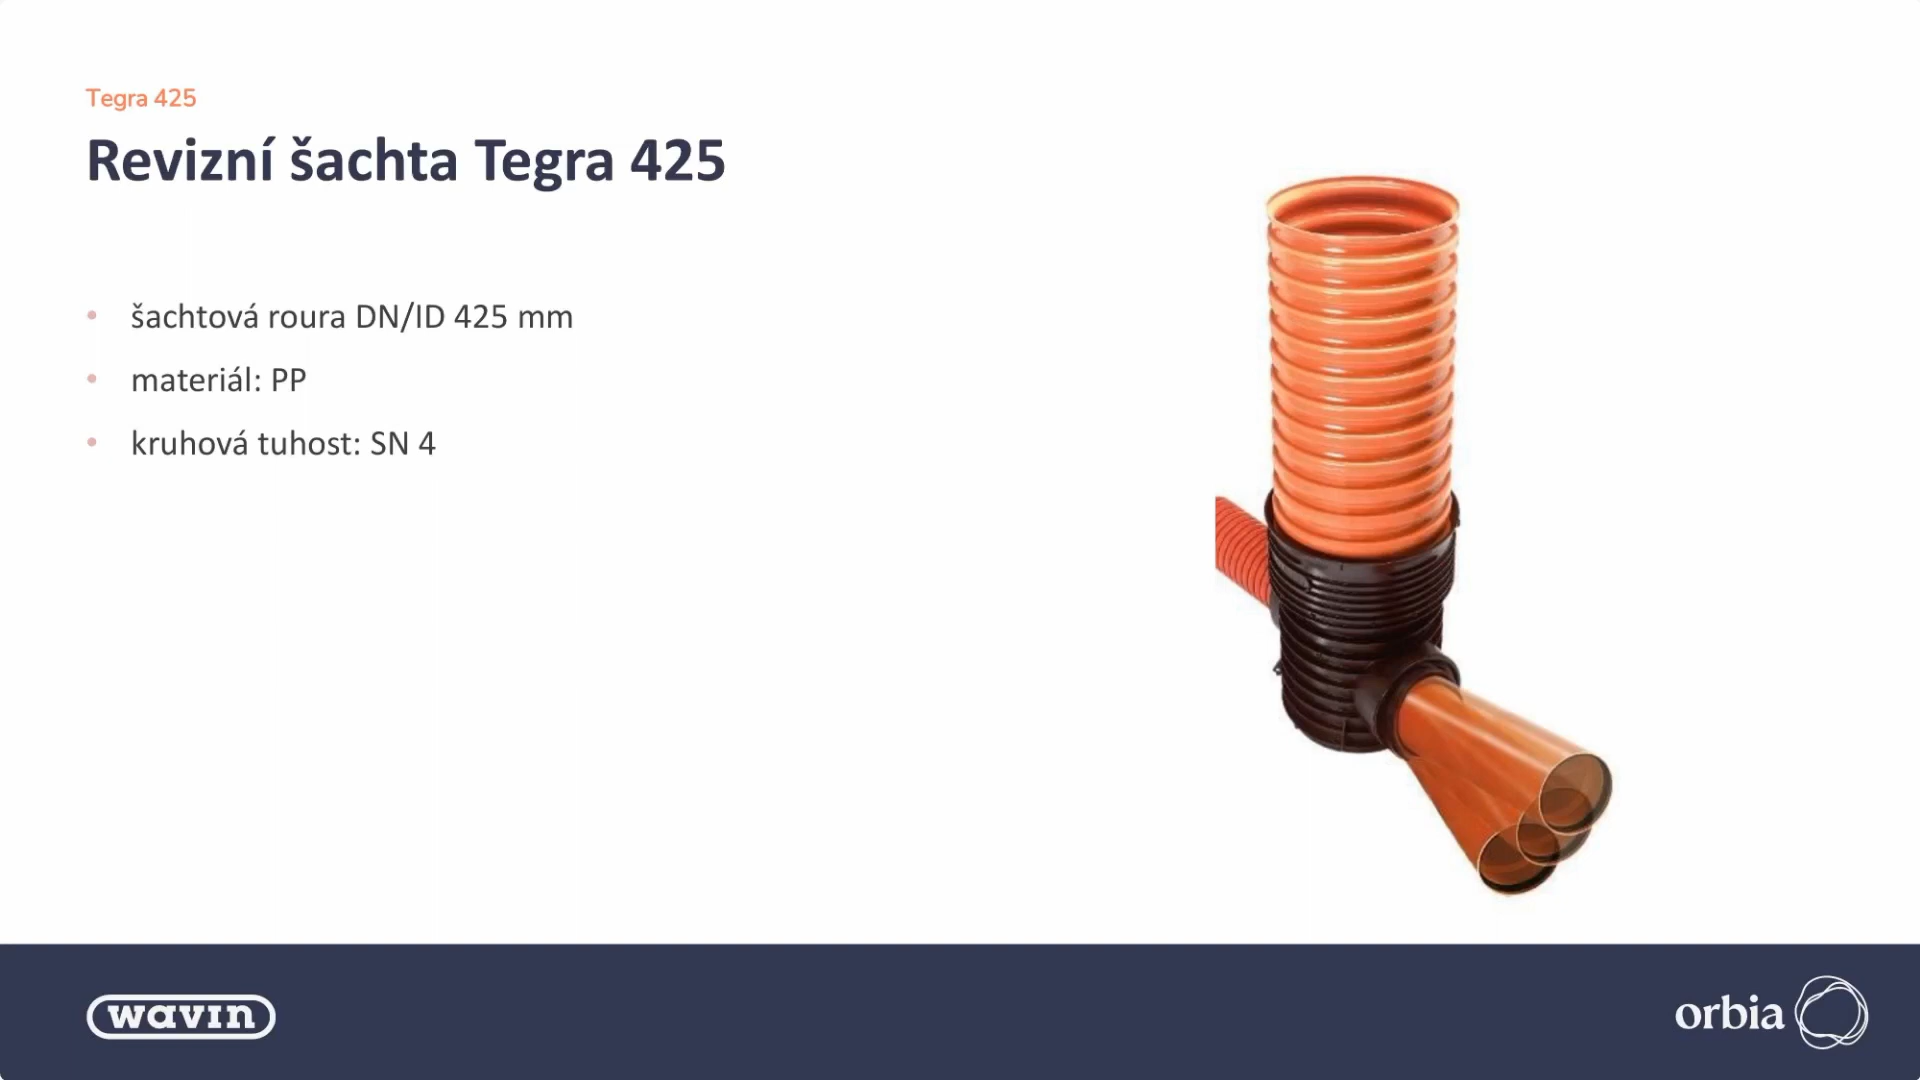 Tegra 425
Revizní šachta Tegra 425
• šachtová roura DN/ID 425 mm
• materiál: PP
• kruhová tuhost: SN 4
wavin
orbia